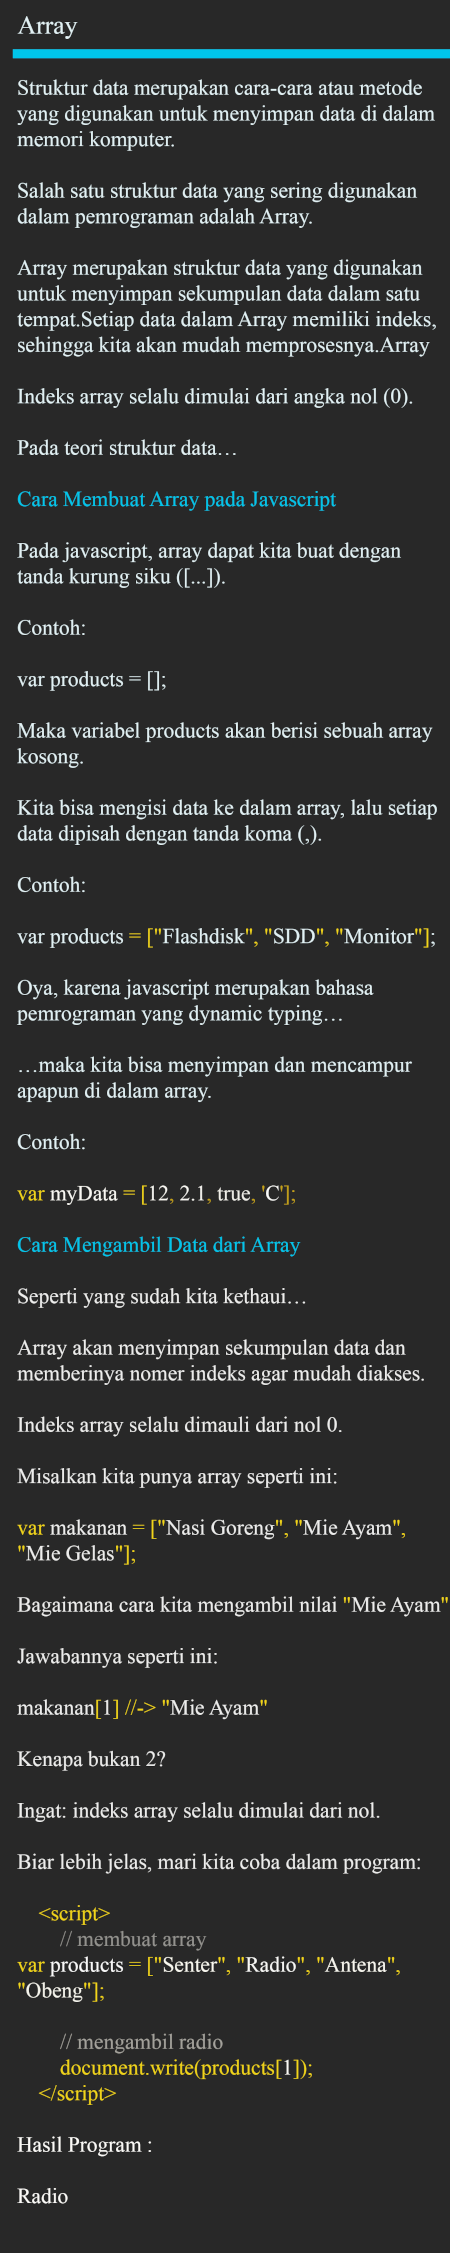 Array
Struktur data merupakan cara-cara atau metode
yang digunakan untuk menyimpan data di dalam
memori komputer.
Salah satu struktur data yang sering digunakan
dalam pemrograman adalah Array.
Array merupakan struktur data yang digunakan
untuk menyimpan sekumpulan data dalam satu
tempat.Setiap data dalam Array memiliki indeks,
sehingga kita akan mudah memprosesnya.Array
Indeks array selalu dimulai dari angka nol (0).
Pada teori struktur data…
Cara Membuat Array pada Javascript
Pada javascript, array dapat kita buat dengan
tanda kurung siku ([...]).
Contoh:
var products = [];
Maka variabel products akan berisi sebuah array
kosong.
Kita bisa mengisi data ke dalam array, lalu setiap
data dipisah dengan tanda koma (,).
Contoh:
var products = ["Flashdisk", "SDD", "Monitor"];
Oya, karena javascript merupakan bahasa
pemrograman yang dynamic typing…
…maka kita bisa menyimpan dan mencampur
apapun di dalam array.
Contoh:
var myData = [12, 2.1, true, 'C'];
Cara Mengambil Data dari Array
Seperti yang sudah kita kethaui…
Array akan menyimpan sekumpulan data dan
memberinya nomer indeks agar mudah diakses.
Indeks array selalu dimauli dari nol 0.
Misalkan kita punya array seperti ini:
var makanan = ["Nasi Goreng", "Mie Ayam",
"Mie Gelas"];
Bagaimana cara kita mengambil nilai "Mie Ayam"
Jawabannya seperti ini:
makanan[1] //-> "Mie Ayam"
Kenapa bukan 2?
Ingat: indeks array selalu dimulai dari nol.
Biar lebih jelas, mari kita coba dalam program:
<script>
// membuat array
var products = ["Senter", "Radio", "Antena",
"Obeng"];
// mengambil radio
document.write(products[1]);
</script>
Hasil Program :
Radio